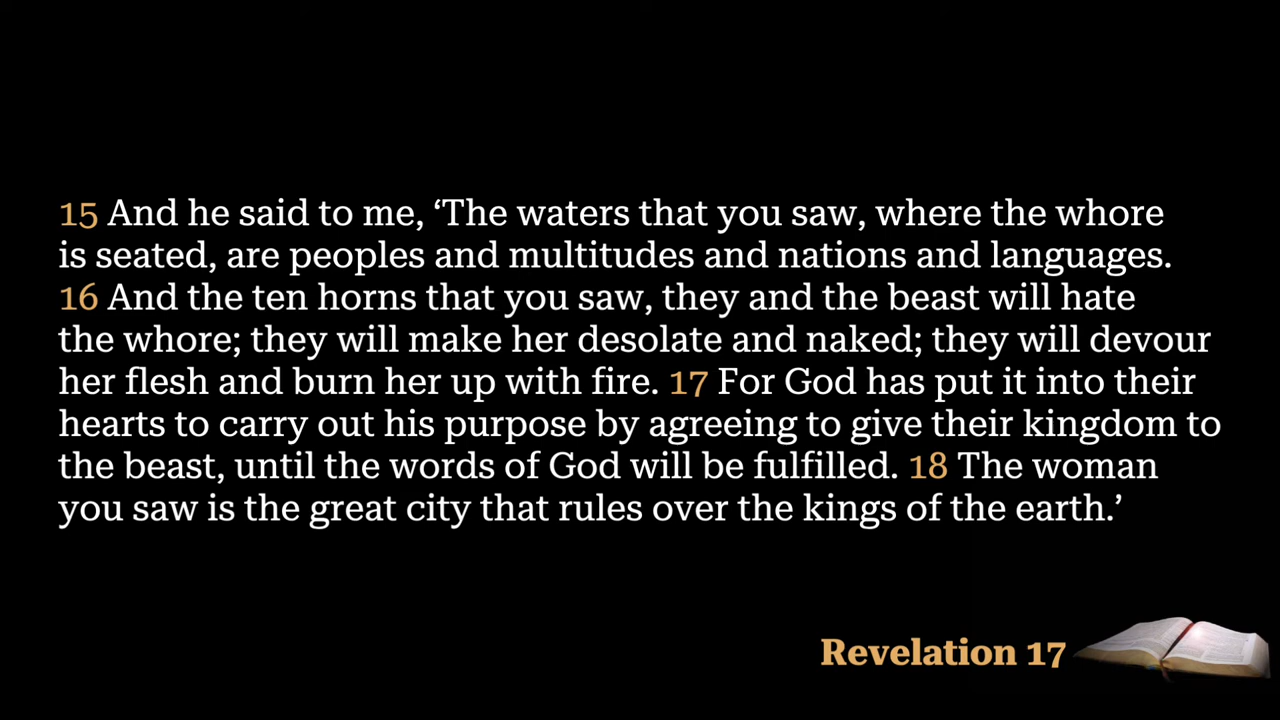 15 And he said to me, ‘The waters that you saw, where the whore
is seated, are peoples and multitudes and nations and languages.
16 And the ten horns that you saw, they and the beast will hate
the whore; they will make her desolate and naked; they will devour
her flesh and burn her up with fire. 17 For God has put it into their
hearts to carry out his purpose by agreeing to give their kingdom to
the beast, until the words of God will be fulfilled. 18 The woman
you saw is the great city that rules over the kings of the earth.’
Revelation 17